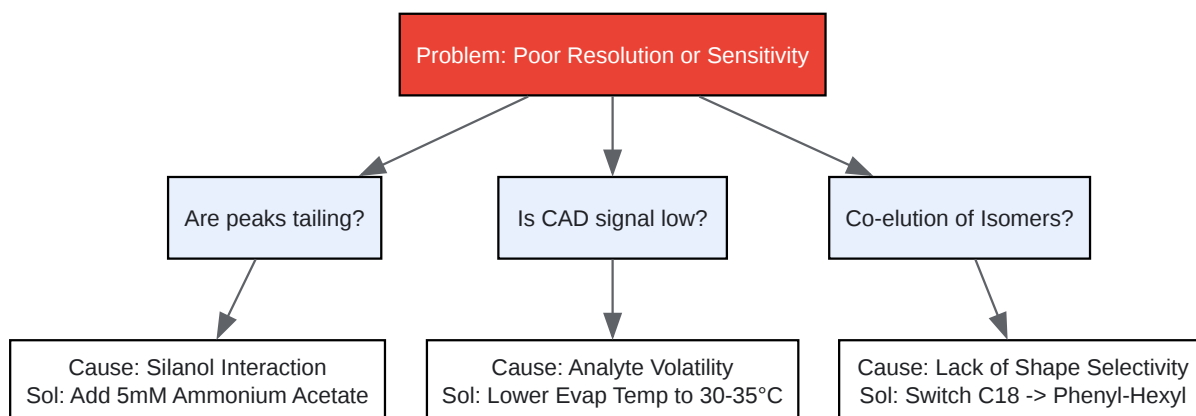 Problem: Poor Resolution or Sensitivity
Are peaks tailing?
Is CAD signal low?
Co-elution of Isomers?
Cause: Silanol Interaction
Sol: Add 5mM Ammonium Acetate
Cause: Analyte Volatility
Sol: Lower Evap Temp to 30-35°C
Cause: Lack of Shape Selectivity
Sol: Switch C18 -> Phenyl-Hexyl